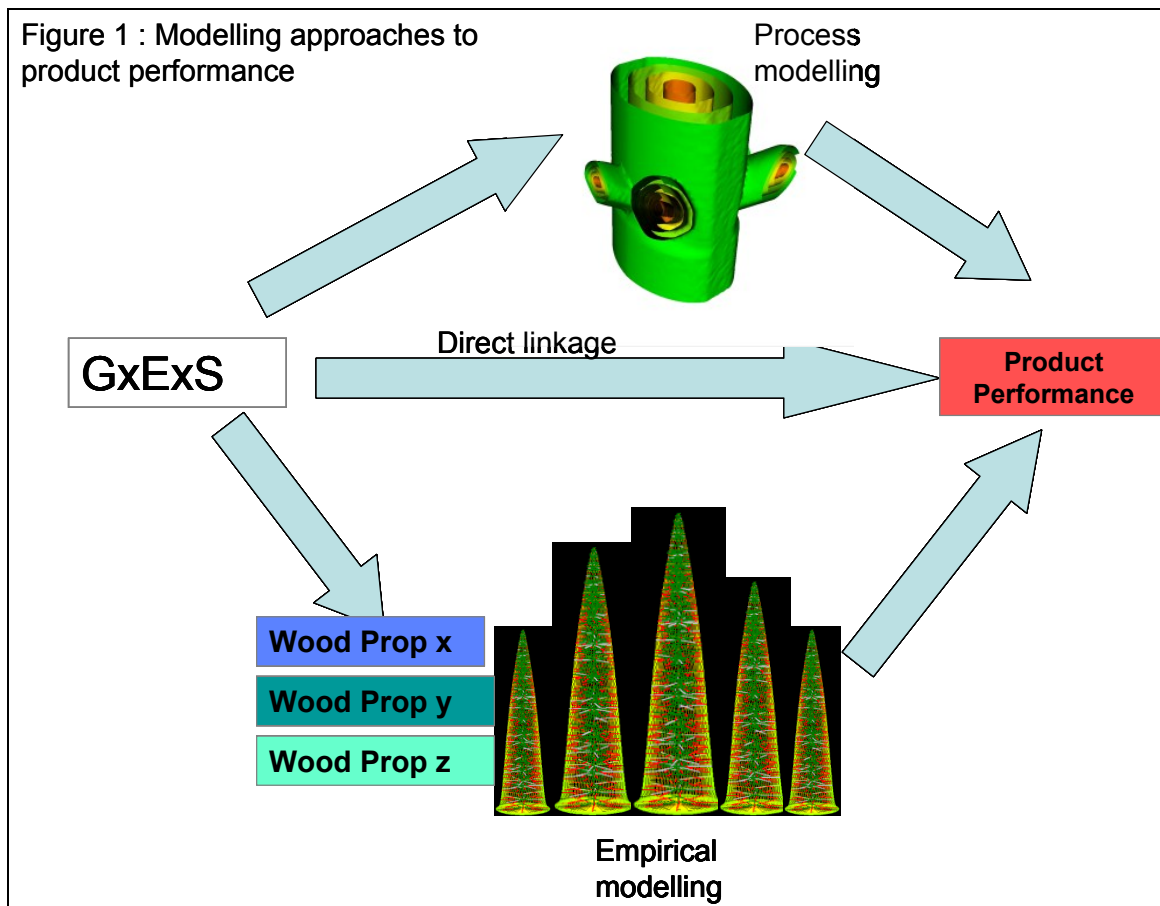 Figure 1 : Modelling approaches to
product performance
Process
modelling
Direct linkage
GxExS
Product
Performance
Wood Prop x
Wood Prop y
Wood Prop z
Empirical
modelling